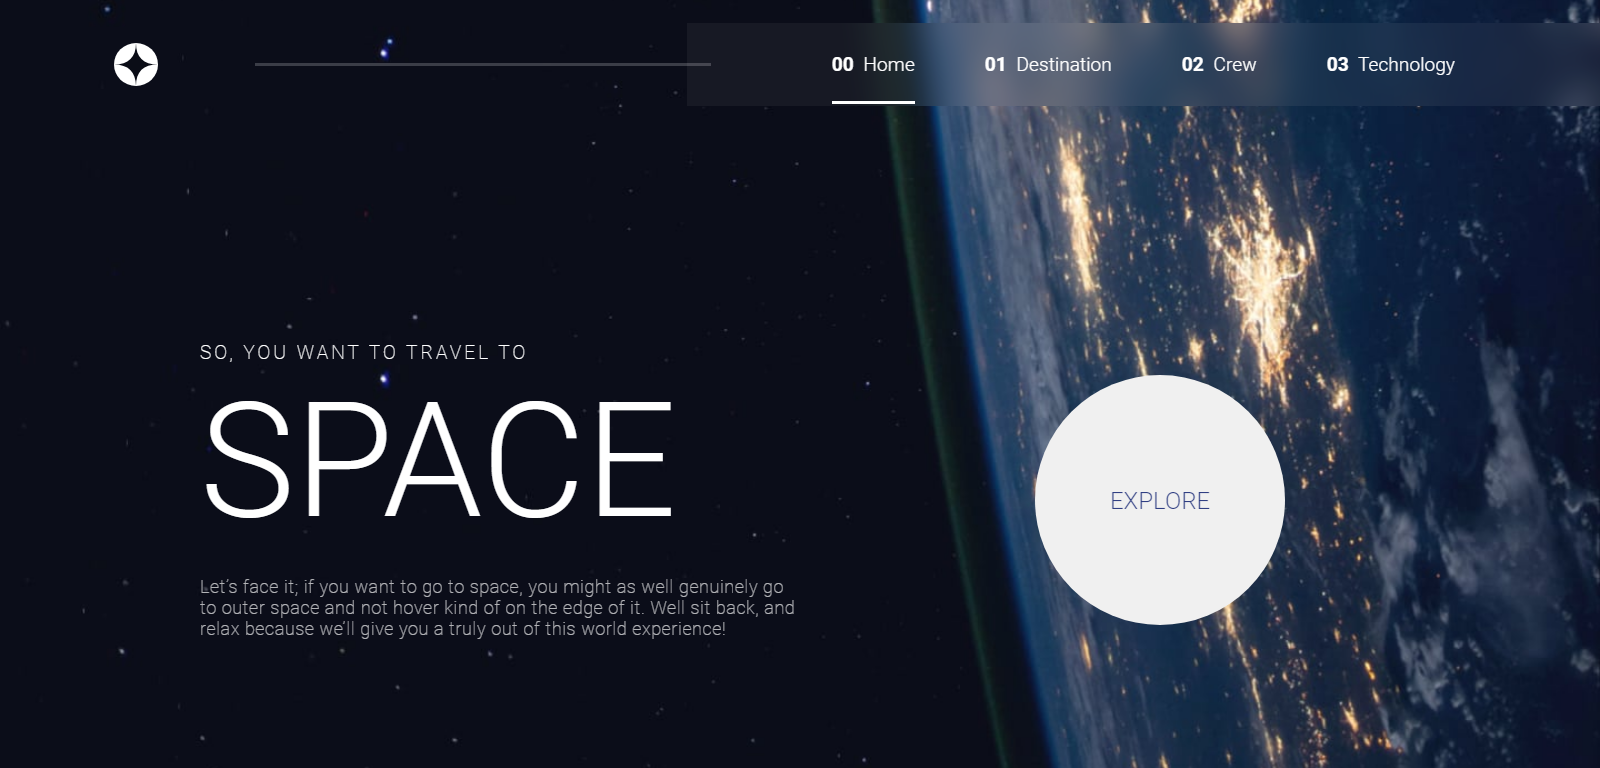 00 Home 01 Destination 02 Crew 03 Technology
SO, YOU WANT TO TRAVEL TO
SPACE
Let's face it; if you want to go to space, you might as well genuinely go
to outer space and not hover kind of on the edge of it. Well sit back, and
relax because we'll give you a truly out of this world experience!
EXPLORE